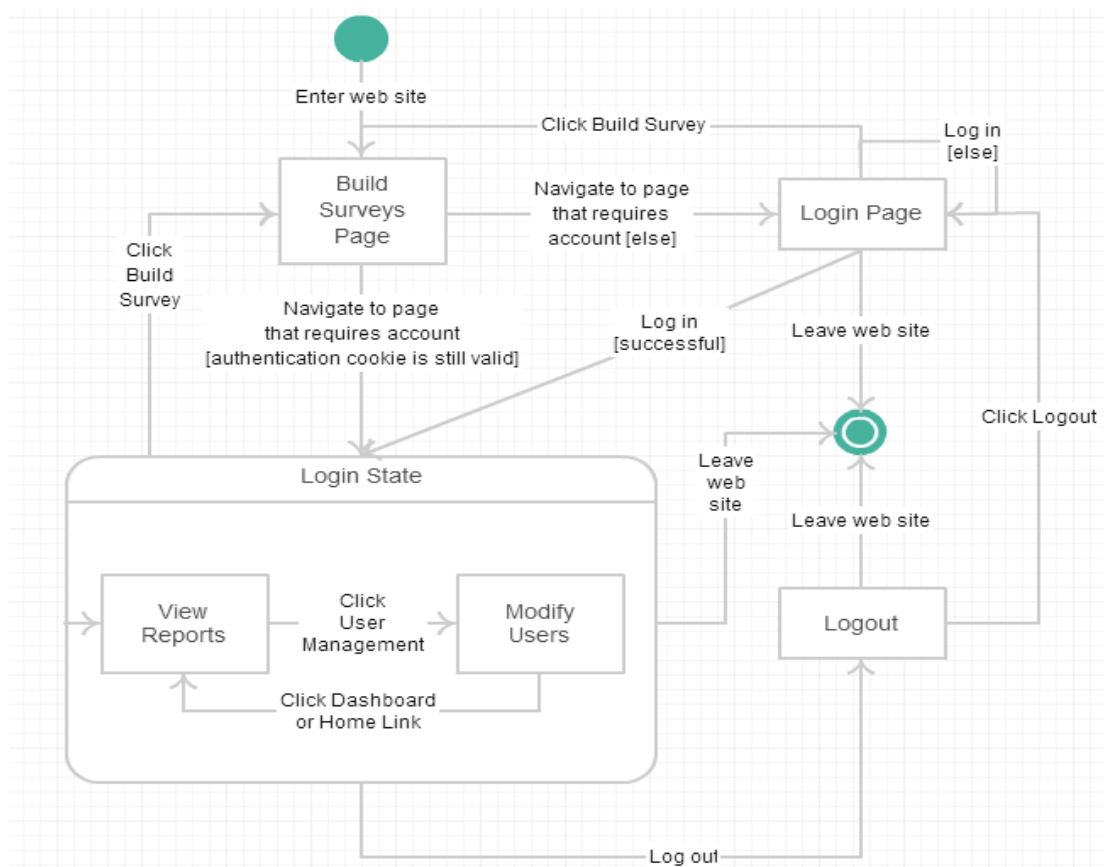 Enter web site
Click Build Survey
Log in
[else]
Build
Surveys
Page
Navigate to page
that requires
account [else]
Login Page
Click
Build
Survey
Navigate to page
that requires account
[authentication cookie is still valid]
Log in
[successful]
Leave web site
Click Logout
Login State
Leave
web
site
Leave web site
View
Reports
Click
User
Management
Modify
Users
Logout
Click Dashboard
or Home Link
Log out